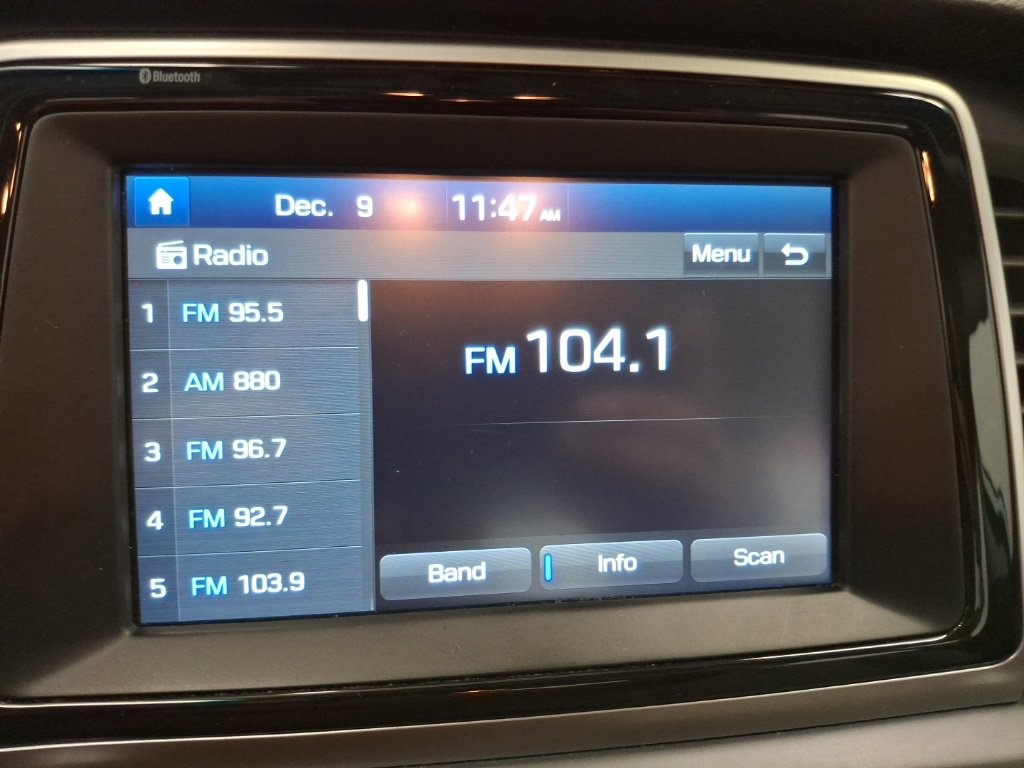 Bluetooth
Dec. 9 11:47 AM
Radio Menu
1 FM 95.5
2 AM 880
3 FM 96.7
4 FM 92.7
5 FM 103.9
FM 104.1
Band Info Scan